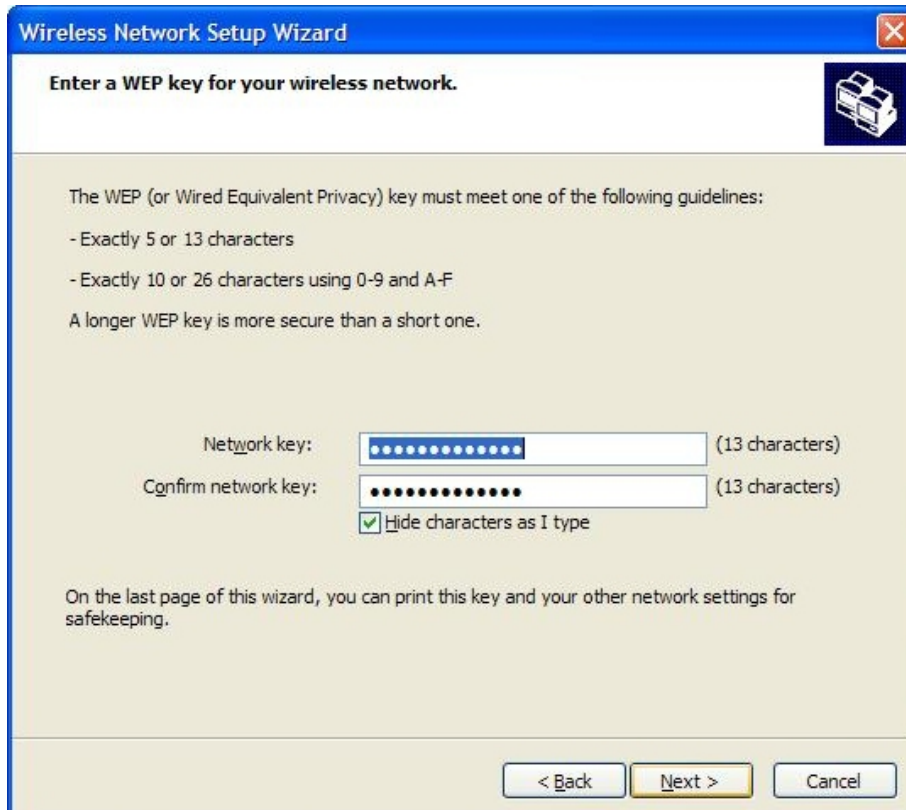 Wireless Network Setup Wizard
Enter a WEP key for your wireless network.
The WEP (or Wired Equivalent Privacy) key must meet one of the following guidelines:
- Exactly 5 or 13 characters
- Exactly 10 or 26 characters using 0-9 and A-F
A longer WEP key is more secure than a short one.
Network key: ●●●●●●●●●●●●● (13 characters)
Confirm network key: ●●●●●●●●●●●●● (13 characters)
Hide characters as I type
On the last page of this wizard, you can print this key and your other network settings for
safekeeping.
< Back Next > Cancel